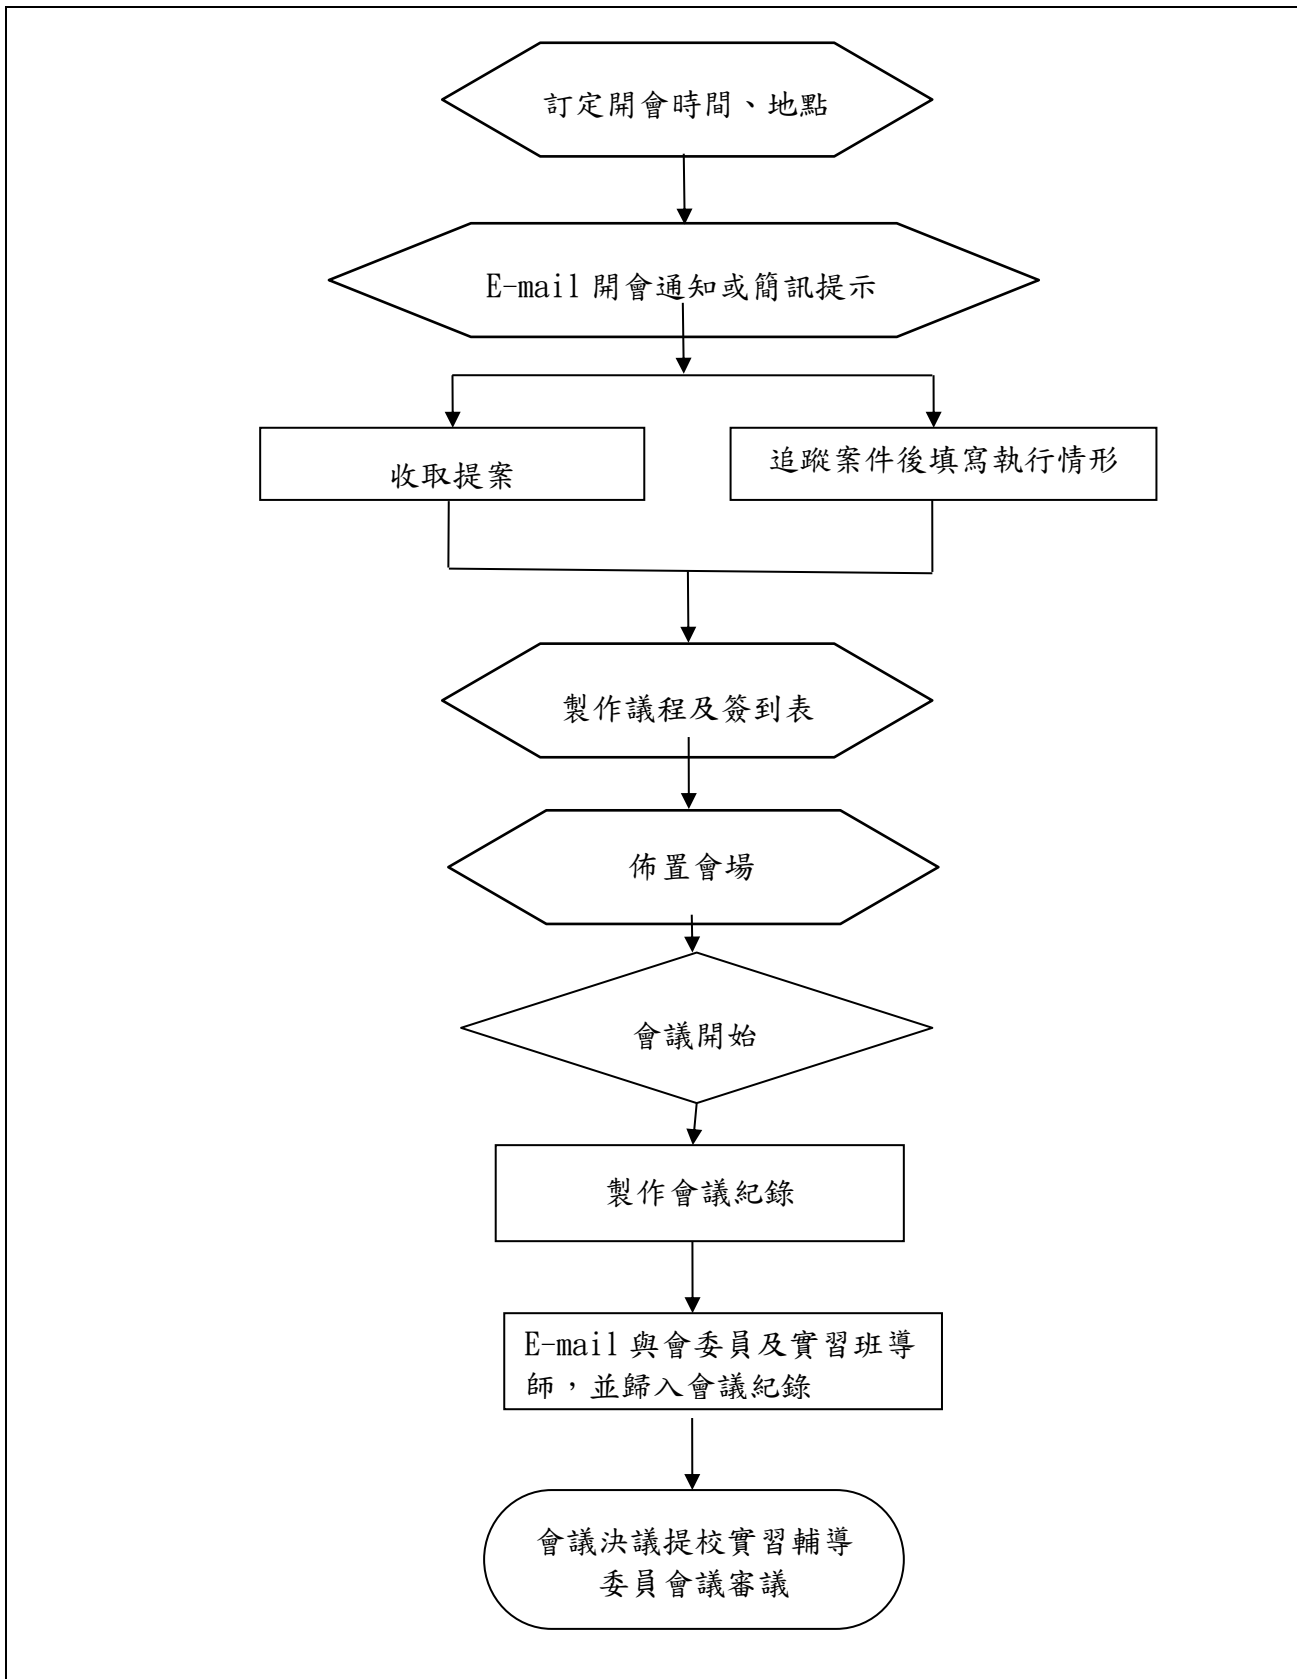 訂定開會時間、地點
E-mail 開會通知或簡訊提示
收取提案
追蹤案件後填寫執行情形
製作議程及簽到表
佈置會場
會議開始
製作會議紀錄
E-mail 與會委員及實習班導
師，並歸入會議紀錄
會議決議提校實習輔導
委員會議審議